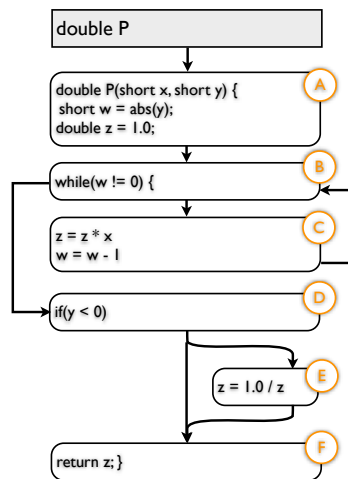 double P
A
double P(short x, short y) {
short w = abs(y);
double z = 1.0;
B
while(w != 0) {
C
z = z * x
w = w - 1
D
if(y < 0)
E
z = 1.0 / z
F
return z; }